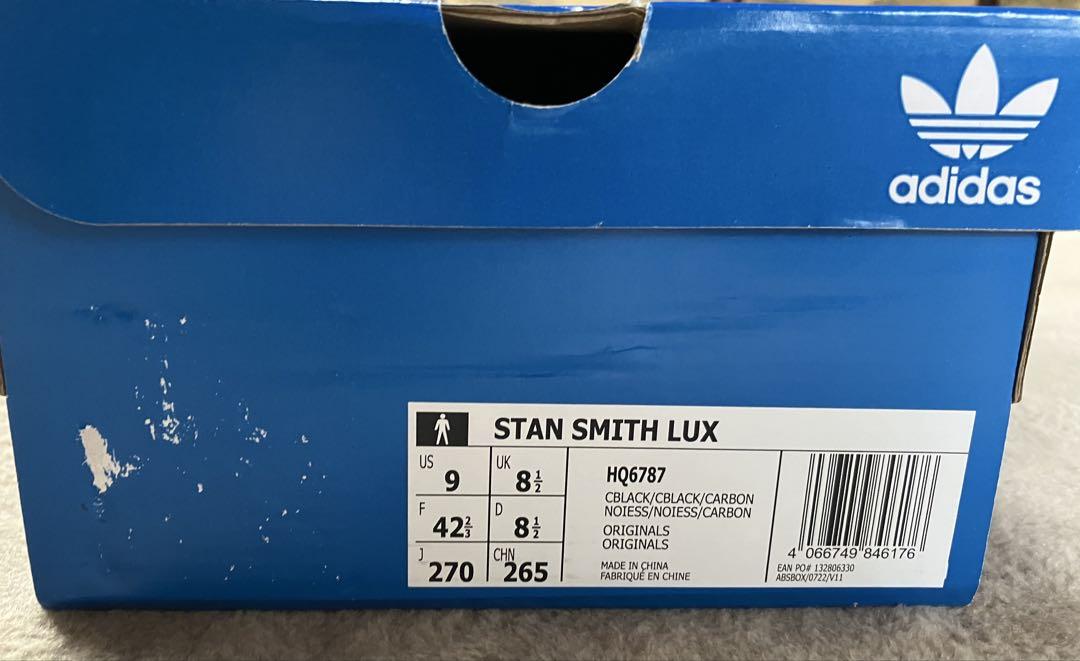 adidas
STAN SMITH LUX
US 9
UK 8½
F 42⅔
D 8½
J 270
CHN 265
HQ6787
CBLACK/CBLACK/CARBON
NOIESS/NOIESS/CARBON
ORIGINALS
ORIGINALS
MADE IN CHINA
FABRIQUÉ EN CHINE
4 066749 846176
EAN PO# 132806330
ABSBOX/0722/V11